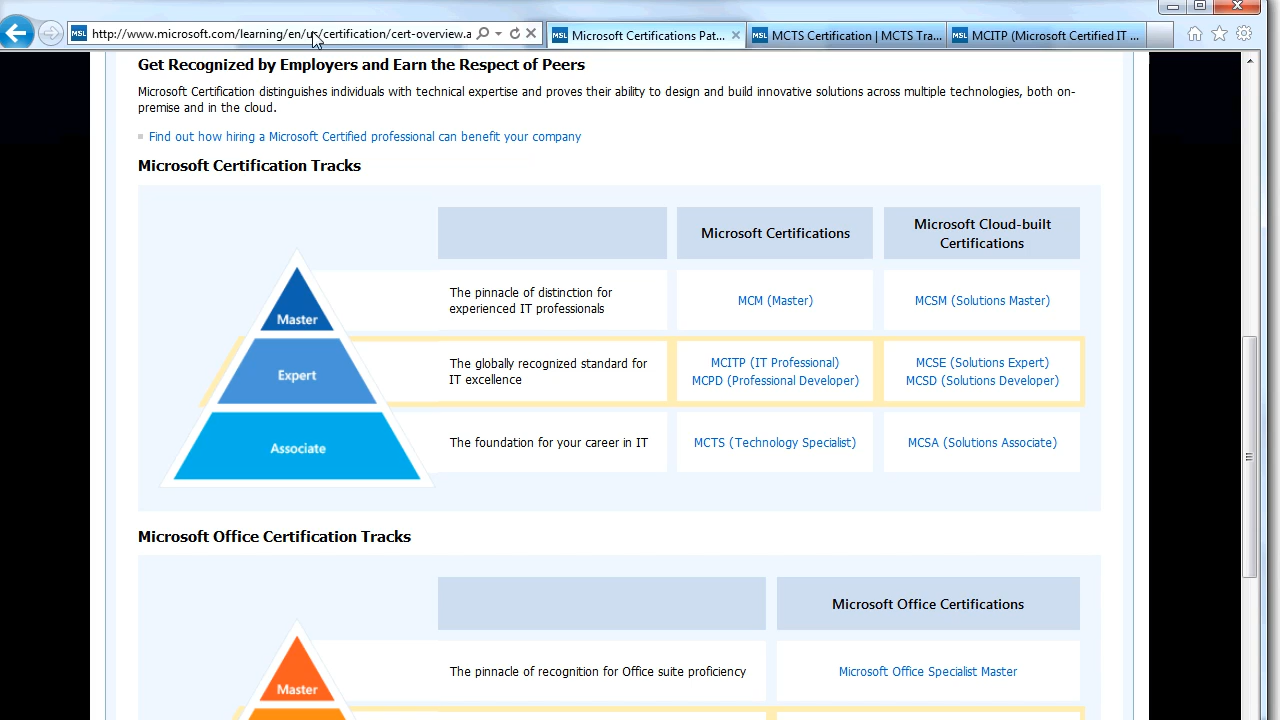 MSL http://www.microsoft.com/learning/en/us/certification/cert-overview.a
MSL Microsoft Certifications Pat...
MSL MCTS Certification | MCTS Tra...
MSL MCITP (Microsoft Certified IT ...
Get Recognized by Employers and Earn the Respect of Peers
Microsoft Certification distinguishes individuals with technical expertise and proves their ability to design and build innovative solutions across multiple technologies, both on-
premise and in the cloud.
Find out how hiring a Microsoft Certified professional can benefit your company
Microsoft Certification Tracks
Microsoft Certifications
Microsoft Cloud-built
Certifications
Master
The pinnacle of distinction for
experienced IT professionals
MCM (Master)
MCSM (Solutions Master)
Expert
The globally recognized standard for
IT excellence
MCITP (IT Professional)
MCPD (Professional Developer)
MCSE (Solutions Expert)
MCSD (Solutions Developer)
Associate
The foundation for your career in IT
MCTS (Technology Specialist)
MCSA (Solutions Associate)
Microsoft Office Certification Tracks
Microsoft Office Certifications
Master
The pinnacle of recognition for Office suite proficiency
Microsoft Office Specialist Master